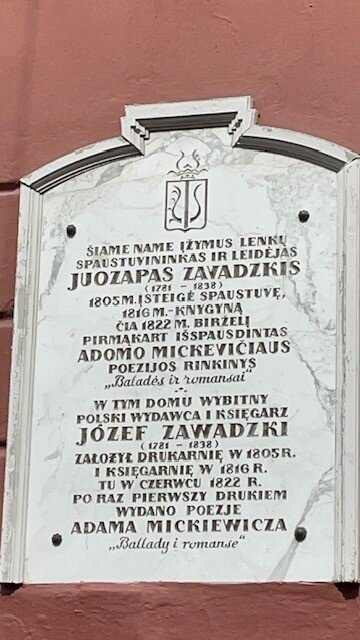 ŠIAME NAME IŽYMUS LENKŲ
SPAUSTUVININKAS IR LEIDĖJAS
JUOZAPAS ZAVADZKIS
(1781 - 1838)
1805 M. ĮSTEIGĖ SPAUSTUVĘ,
1816 M.-KNYGYNĄ
ČIA 1822 M. BIRŽELĮ
PIRMĄKART IŠSPAUSDINTAS
ADOMO MICKEVIČIAUS
POEZIJOS RINKINYS
„Baladės ir romansai"
W TYM DOMU WYBITNY
POLSKI WYDAWCA I KSIĘGARZ
JÓZEF ZAWADZKI
(1781 - 1838)
ZAŁOŻYŁ DRUKARNIĘ W 1805 R.
I KSIĘGARNIĘ W 1816 R.
TU W CZERWCU 1822 R.
PO RAZ PIERWSZY DRUKIEM
WYDANO POEZJE
ADAMA MICKIEWICZA
„Ballady i romanse"